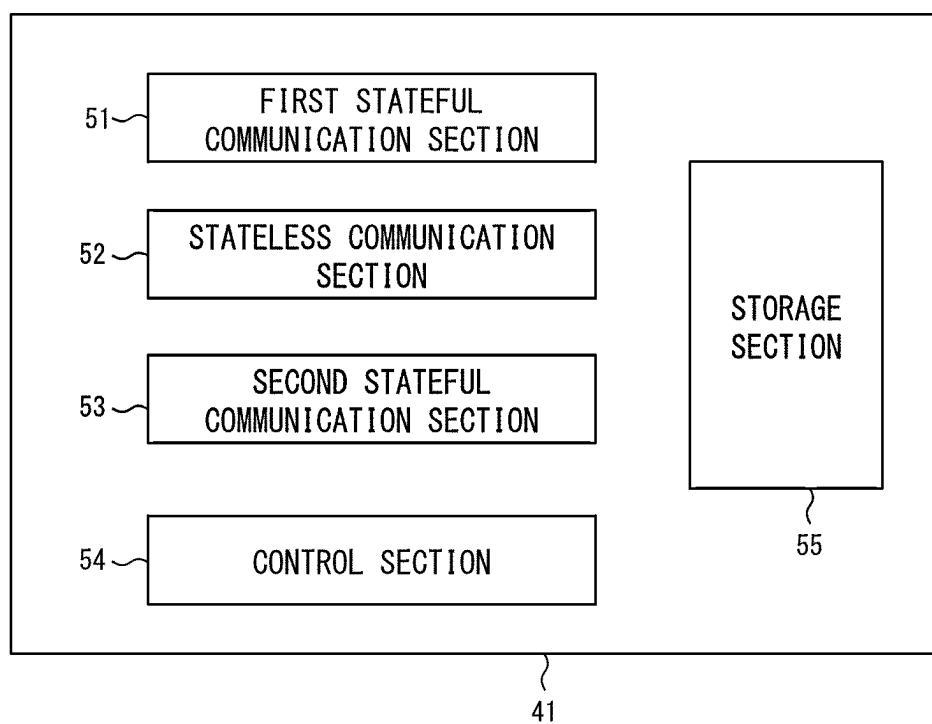 51
FIRST STATEFUL
COMMUNICATION SECTION
52
STATELESS COMMUNICATION
SECTION
53
SECOND STATEFUL
COMMUNICATION SECTION
54
CONTROL SECTION
STORAGE
SECTION
55
41